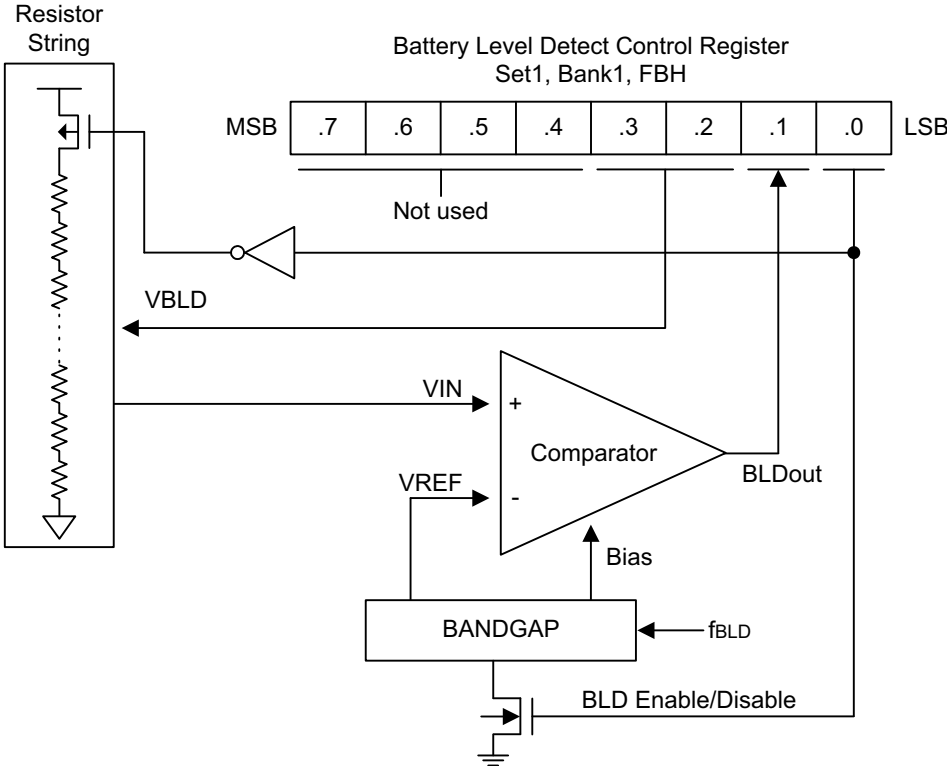 Resistor
String
Battery Level Detect Control Register
Set1, Bank1, FBH
MSB .7 .6 .5 .4 .3 .2 .1 .0 LSB
Not used
VBLD
VIN
+
Comparator
BLDout
VREF
-
Bias
BANDGAP
fBLD
BLD Enable/Disable